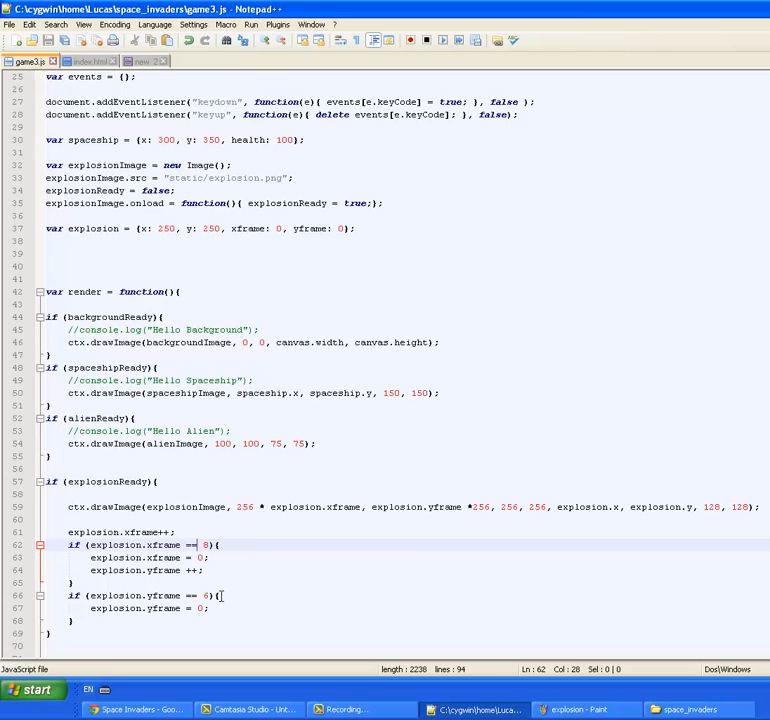 C:\cygwin\home\Lucas\space_invaders\game3.js - Notepad++
File Edit Search View Encoding Language Settings Macro Run Plugins Window ?
game3.js index.html new 2
25 var events = {};
26
27 document.addEventListener("keydown", function(e){ events[e.keyCode] = true; }, false );
28 document.addEventListener("keyup", function(e){ delete events[e.keyCode]; }, false);
29
30 var spaceship = {x: 300, y: 350, health: 100};
31
32 var explosionImage = new Image();
33 explosionImage.src = "static/explosion.png";
34 explosionReady = false;
35 explosionImage.onload = function(){ explosionReady = true;};
36
37 var explosion = {x: 250, y: 250, xframe: 0, yframe: 0};
38
39
40
41
42 var render = function(){
43
44 if (backgroundReady){
45 //console.log("Hello Background");
46 ctx.drawImage(backgroundImage, 0, 0, canvas.width, canvas.height);
47 }
48 if (spaceshipReady){
49 //console.log("Hello Spaceship");
50 ctx.drawImage(spaceshipImage, spaceship.x, spaceship.y, 150, 150);
51 }
52 if (alienReady){
53 //console.log("Hello Alien");
54 ctx.drawImage(alienImage, 100, 100, 75, 75);
55 }
56
57 if (explosionReady){
58
59 ctx.drawImage(explosionImage, 256 * explosion.xframe, explosion.yframe *256, 256, 256, explosion.x, explosion.y, 128, 128);
60
61 explosion.xframe++;
62 if (explosion.xframe == 8){
63 explosion.xframe = 0;
64 explosion.yframe ++;
65 }
66 if (explosion.yframe == 6){
67 explosion.yframe = 0;
68 }
69 }
70
JavaScript file length : 2238 lines : 94 Ln : 62 Col : 28 Sel : 0 | 0 Dos\Windows
start EN Space Invaders - Goo... Camtasia Studio - Unt... Recording... C:\cygwin\home\Luca... explosion - Paint space_invaders